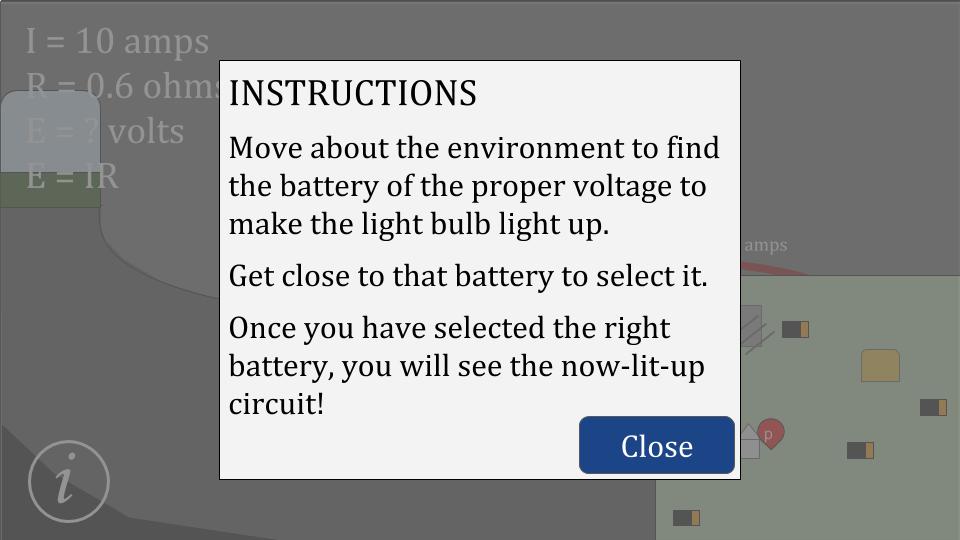 I = 10 amps
R = 0.6 ohms
E = ? volts
E = IR
INSTRUCTIONS
Move about the environment to find
the battery of the proper voltage to
make the light bulb light up.
Get close to that battery to select it.
Once you have selected the right
battery, you will see the now-lit-up
circuit!
Close
amps
p
i